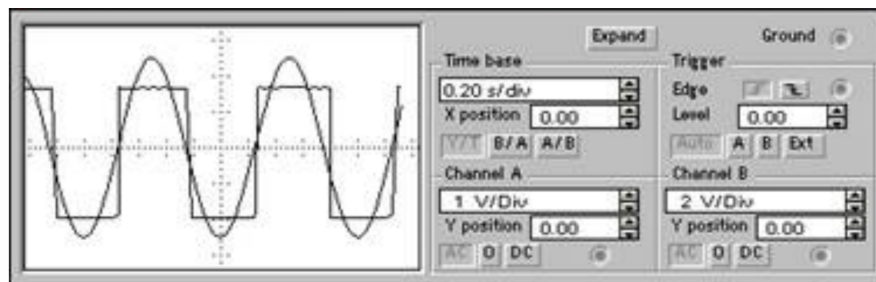 Expand Ground
Time base
0.20 s/div
X position 0.00
Y/T B/A A/B
Trigger
Edge
Level 0.00
Auto A B Ext
Channel A
1 V/Div
Y position 0.00
AC 0 DC
Channel B
2 V/Div
Y position 0.00
AC 0 DC